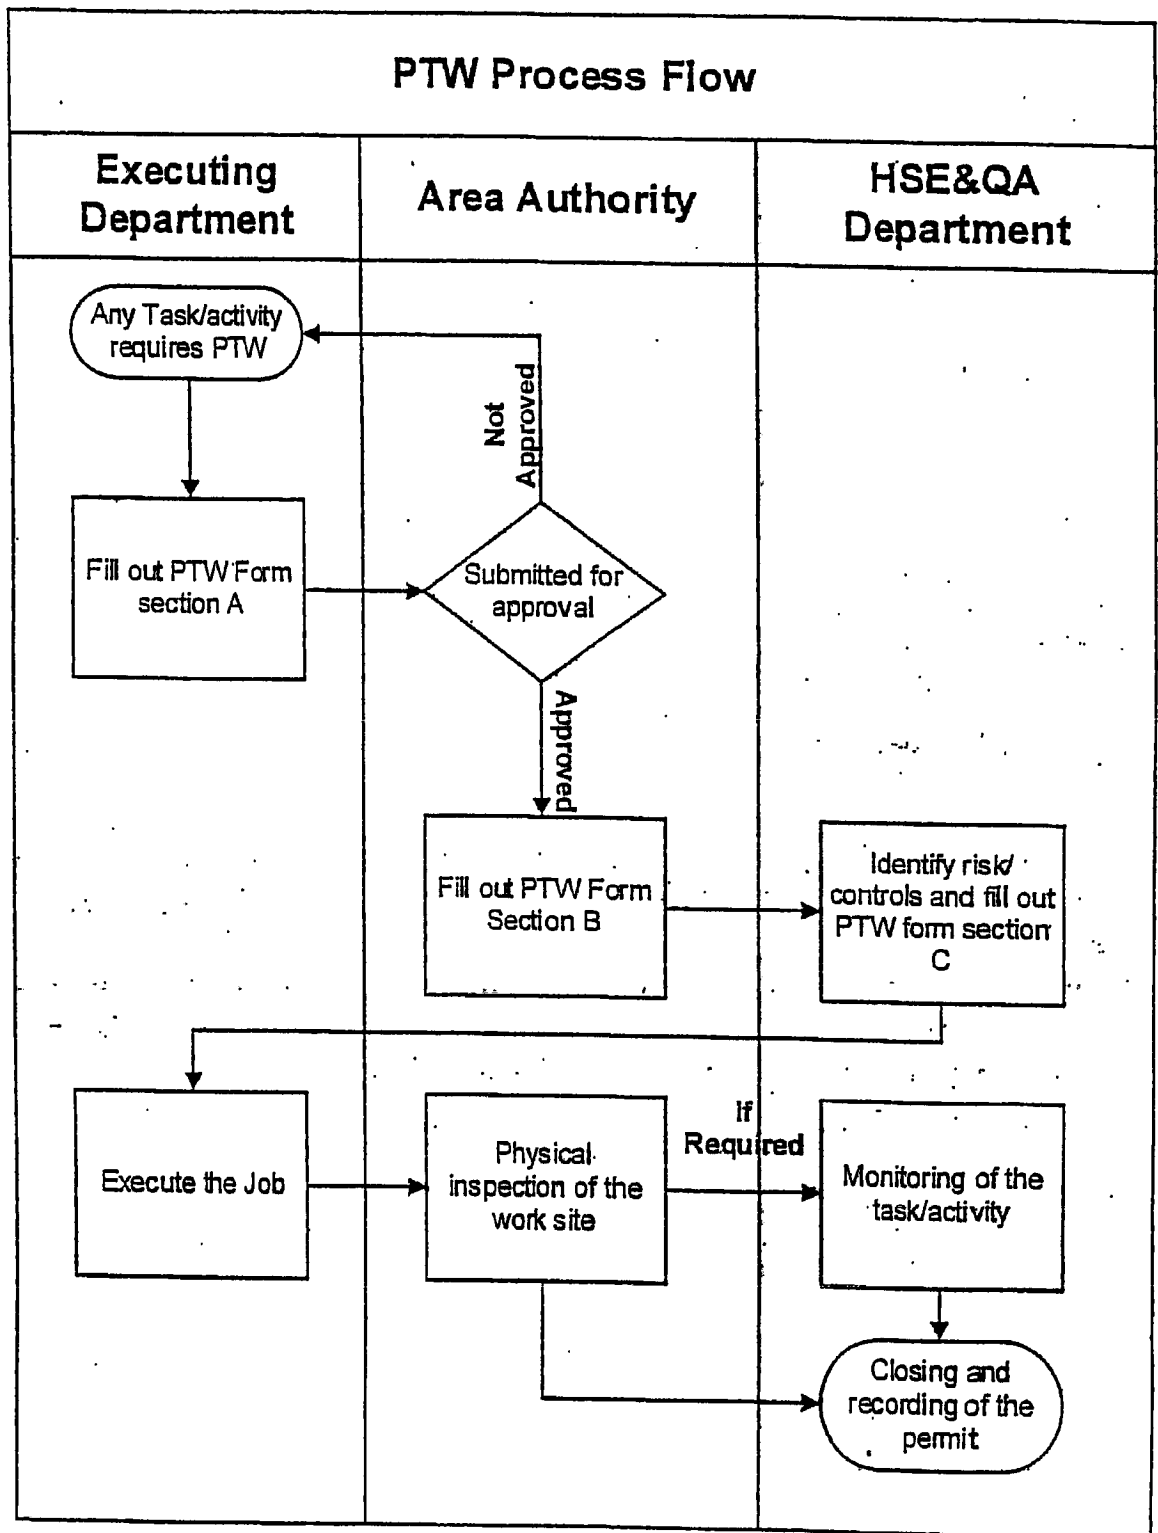 PTW Process Flow
Executing
Department
Area Authority
HSE&QA
Department
Any Task/activity
requires PTW
Not
Approved
Fill out PTW Form
section A
Submitted for
approval
Approved
Fill out PTW Form
Section B
Identify risk/
controls and fill out
PTW form section
C
Execute the Job
Physical
inspection of the
work site
If
Required
Monitoring of the
task/activity
Closing and
recording of the
permit